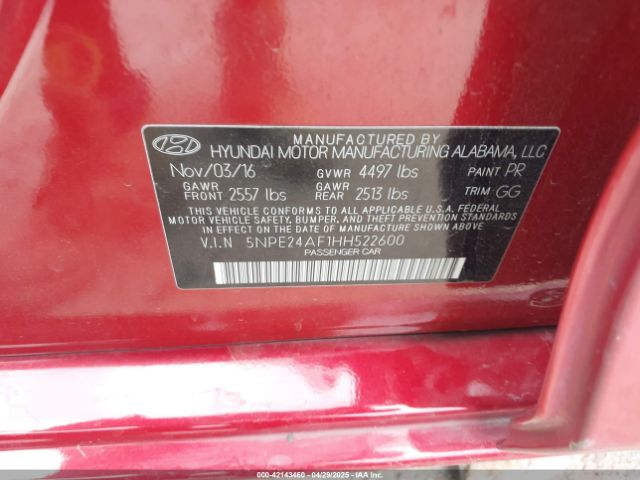 MANUFACTURED BY
HYUNDAI MOTOR MANUFACTURING ALABAMA, LLC
Nov/03/16 GVWR 4497 lbs PAINT PR
GAWR FRONT 2557 lbs GAWR REAR 2513 lbs TRIM GG
THIS VEHICLE CONFORMS TO ALL APPLICABLE U.S.A. FEDERAL
MOTOR VEHICLE SAFETY, BUMPER, AND THEFT PREVENTION STANDARDS
IN EFFECT ON THE DATE OF MANUFACTURE SHOWN ABOVE.
V.I.N 5NPE24AF1HH522600
PASSENGER CAR
000-42143460 - 04/29/2025 - IAAI, Inc.